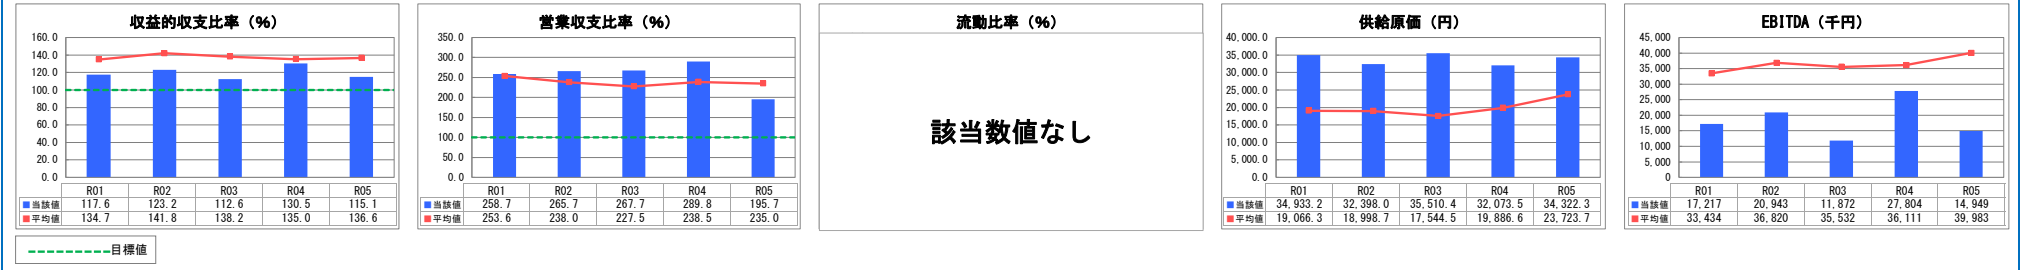 収益的収支比率（％）
160.0
140.0
120.0
100.0
80.0
60.0
40.0
20.0
0.0
R01 R02 R03 R04 R05
当該値 117.6 123.2 112.6 130.5 115.1
平均値 134.7 141.8 138.2 135.0 136.6
営業収支比率（％）
350.0
300.0
250.0
200.0
150.0
100.0
50.0
0.0
R01 R02 R03 R04 R05
当該値 258.7 265.7 267.7 289.8 195.7
平均値 253.6 238.0 227.5 238.5 235.0
流動比率（％）
該当数値なし
供給原価（円）
40,000.0
35,000.0
30,000.0
25,000.0
20,000.0
15,000.0
10,000.0
5,000.0
0.0
R01 R02 R03 R04 R05
当該値 34,933.2 32,398.0 35,510.4 32,073.5 34,322.3
平均値 19,066.3 18,998.7 17,544.5 19,886.6 23,723.7
EBITDA（千円）
45,000
40,000
35,000
30,000
25,000
20,000
15,000
10,000
5,000
0
R01 R02 R03 R04 R05
当該値 17,217 20,943 11,872 27,804 14,949
平均値 33,434 36,820 35,532 36,111 39,983
目標値